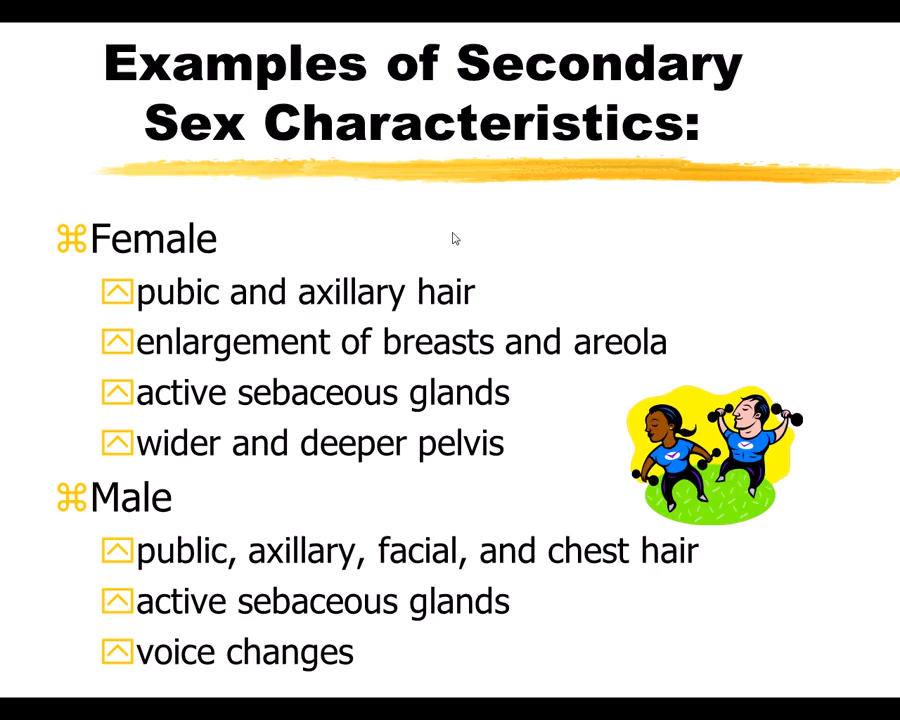 Examples of Secondary
Sex Characteristics:
Female
pubic and axillary hair
enlargement of breasts and areola
active sebaceous glands
wider and deeper pelvis
Male
public, axillary, facial, and chest hair
active sebaceous glands
voice changes